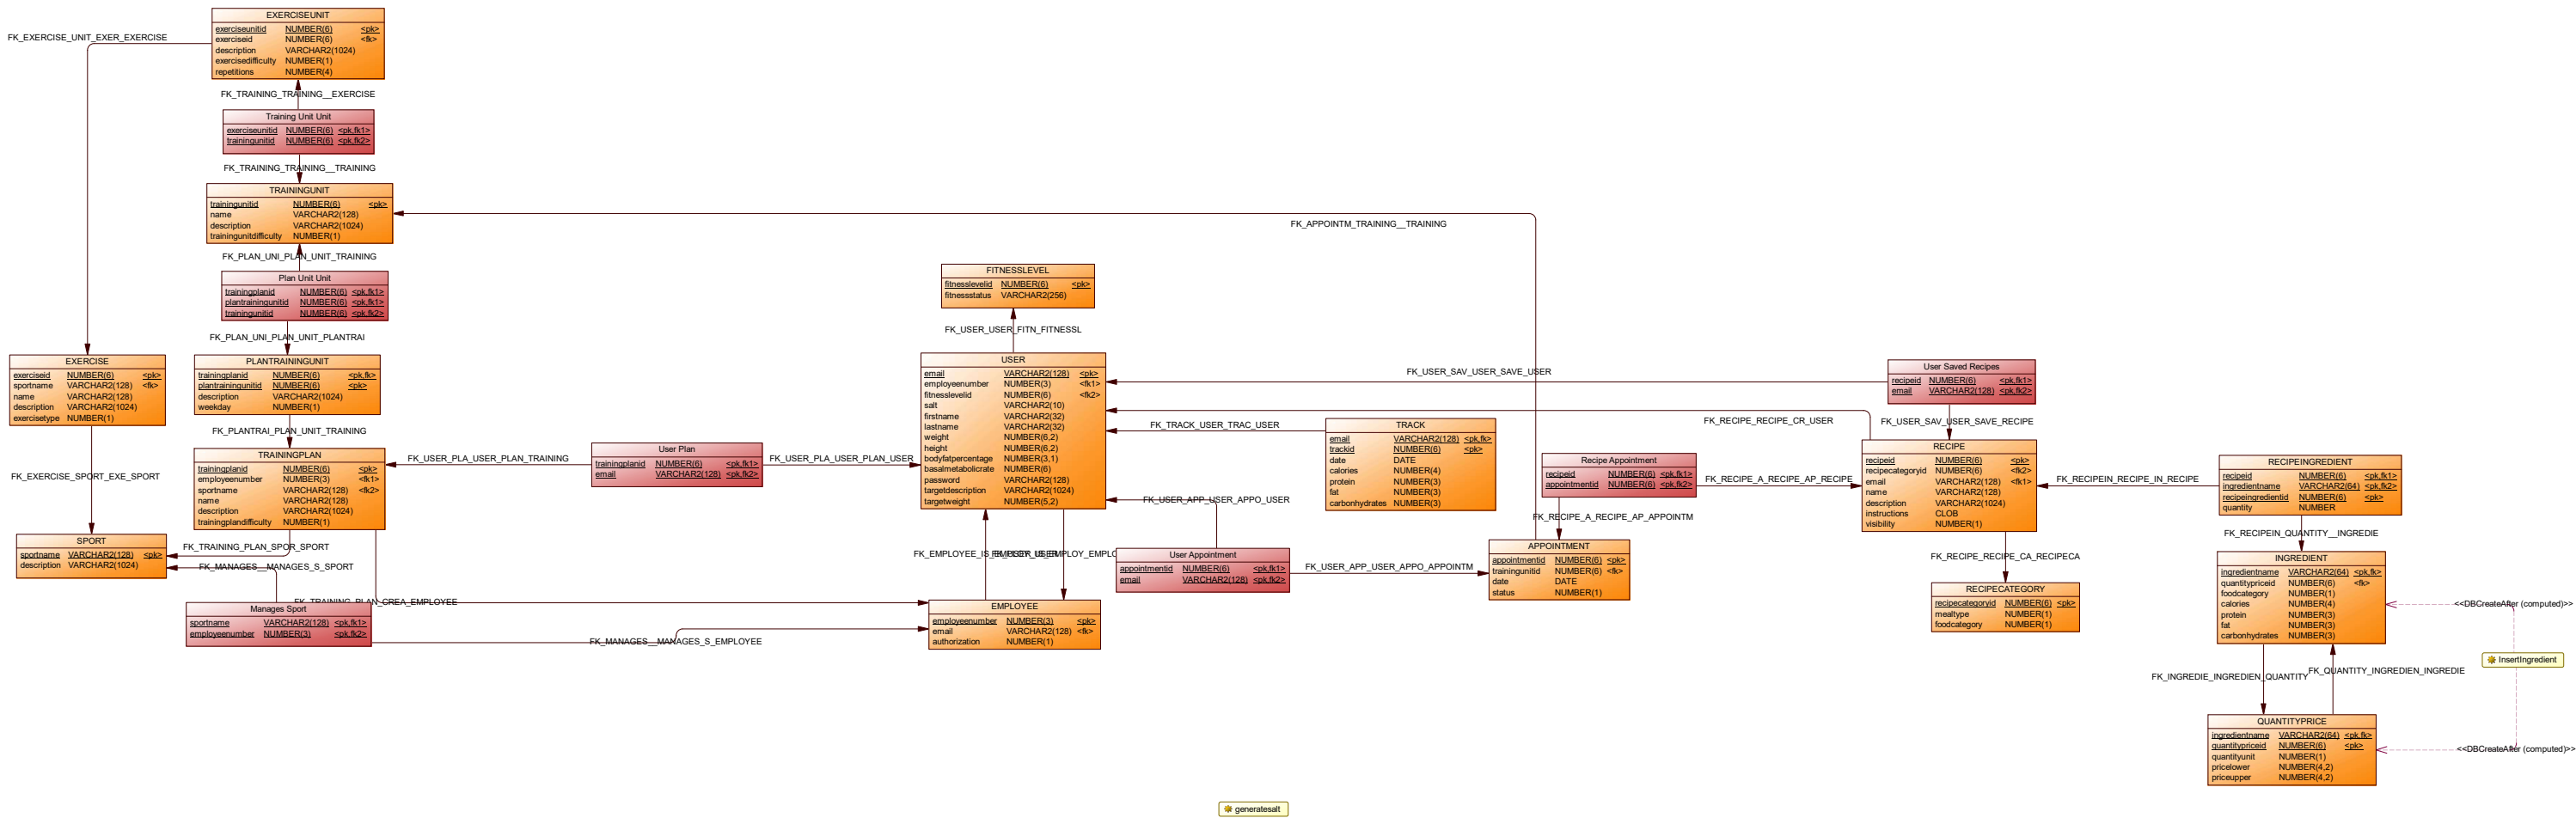 EXERCISEUNIT
exerciseunitid NUMBER(6) <pk>
exerciseid NUMBER(6) <fk>
description VARCHAR2(1024)
exercisedifficulty NUMBER(1)
repetitions NUMBER(4)
FK_EXERCISE_UNIT_EXER_EXERCISE
FK_TRAINING_TRAINING__EXERCISE
Training Unit Unit
exerciseunitid NUMBER(6) <pk,fk1>
trainingunitid NUMBER(6) <pk,fk2>
FK_TRAINING_TRAINING__TRAINING
TRAININGUNIT
trainingunitid NUMBER(6) <pk>
name VARCHAR2(128)
description VARCHAR2(1024)
trainingunitdifficulty NUMBER(1)
FK_APPOINTM_TRAINING__TRAINING
FK_PLAN_UNI_PLAN_UNIT_TRAINING
Plan Unit Unit
trainingplanid NUMBER(6) <pk,fk1>
plantrainingunitid NUMBER(6) <pk,fk1>
trainingunitid NUMBER(6) <pk,fk2>
FK_PLAN_UNI_PLAN_UNIT_PLANTRAI
FITNESSLEVEL
fitnesslevelid NUMBER(6) <pk>
fitnessstatus VARCHAR2(256)
FK_USER_USER_FITN_FITNESSL
EXERCISE
exerciseid NUMBER(6) <pk>
sportname VARCHAR2(128) <fk>
name VARCHAR2(128)
description VARCHAR2(1024)
exercisetype NUMBER(1)
PLANTRAININGUNIT
trainingplanid NUMBER(6) <pk,fk>
plantrainingunitid NUMBER(6) <pk>
description VARCHAR2(1024)
weekday NUMBER(1)
FK_PLANTRAI_PLAN_UNIT_TRAINING
USER
email VARCHAR2(128) <pk>
employeenumber NUMBER(3) <fk1>
fitnesslevelid NUMBER(6) <fk2>
salt VARCHAR2(10)
firstname VARCHAR2(32)
lastname VARCHAR2(32)
weight NUMBER(6,2)
height NUMBER(6,2)
bodyfatpercentage NUMBER(3,1)
basalmetabolicrate NUMBER(6)
password VARCHAR2(128)
targetdescription VARCHAR2(1024)
targetweight NUMBER(5,2)
FK_USER_SAV_USER_SAVE_USER
User Saved Recipes
recipeid NUMBER(6) <pk,fk1>
email VARCHAR2(128) <pk,fk2>
FK_RECIPE_RECIPE_CR_USER
FK_USER_SAV_USER_SAVE_RECIPE
FK_TRACK_USER_TRAC_USER
TRACK
email VARCHAR2(128) <pk,fk>
trackid NUMBER(6) <pk>
date DATE
calories NUMBER(4)
protein NUMBER(3)
fat NUMBER(3)
carbonhydrates NUMBER(3)
TRAININGPLAN
trainingplanid NUMBER(6) <pk>
employeenumber NUMBER(3) <fk1>
sportname VARCHAR2(128) <fk2>
name VARCHAR2(128)
description VARCHAR2(1024)
trainingplandifficulty NUMBER(1)
FK_USER_PLA_USER_PLAN_TRAINING
User Plan
trainingplanid NUMBER(6) <pk,fk1>
email VARCHAR2(128) <pk,fk2>
FK_USER_PLA_USER_PLAN_USER
Recipe Appointment
recipeid NUMBER(6) <pk,fk1>
appointmentid NUMBER(6) <pk,fk2>
FK_RECIPE_A_RECIPE_AP_RECIPE
RECIPE
recipeid NUMBER(6) <pk>
recipecategoryid NUMBER(6) <fk2>
email VARCHAR2(128) <fk1>
name VARCHAR2(128)
description VARCHAR2(1024)
instructions CLOB
visibility NUMBER(1)
FK_RECIPEIN_RECIPE_IN_RECIPE
RECIPEINGREDIENT
recipeid NUMBER(6) <pk,fk1>
ingredientname VARCHAR2(64) <pk,fk2>
recipeingredientid NUMBER(6) <pk>
quantity NUMBER
FK_EXERCISE_SPORT_EXE_SPORT
FK_USER_APP_USER_APPO_USER
FK_RECIPE_A_RECIPE_AP_APPOINTM
FK_RECIPEIN_QUANTITY__INGREDIE
SPORT
sportname VARCHAR2(128) <pk>
description VARCHAR2(1024)
FK_TRAINING_PLAN_SPOR_SPORT
FK_MANAGES__MANAGES_S_SPORT
FK_EMPLOYEE_IS_
User Appointment
appointmentid NUMBER(6) <pk,fk1>
email VARCHAR2(128) <pk,fk2>
FK_USER_APP_USER_APPO_APPOINTM
APPOINTMENT
appointmentid NUMBER(6) <pk>
trainingunitid NUMBER(6) <fk>
date DATE
status NUMBER(1)
FK_RECIPE_RECIPE_CA_RECIPECA
RECIPECATEGORY
recipecategoryid NUMBER(6) <pk>
mealtype NUMBER(1)
foodcategory NUMBER(1)
INGREDIENT
ingredientname VARCHAR2(64) <pk,fk>
quantitypriceid NUMBER(6) <fk>
foodcategory NUMBER(1)
calories NUMBER(4)
protein NUMBER(3)
fat NUMBER(3)
carbonhydrates NUMBER(3)
<<DBCreateAfter (computed)>>
FK_TRAINING_PLAN_CREA_EMPLOYEE
Manages Sport
sportname VARCHAR2(128) <pk,fk1>
employeenumber NUMBER(3) <pk,fk2>
FK_MANAGES__MANAGES_S_EMPLOYEE
EMPLOYEE
employeenumber NUMBER(3) <pk>
email VARCHAR2(128) <fk>
authorization NUMBER(1)
InsertIngredient
FK_INGREDIE_INGREDIEN_QUANTITY
FK_QUANTITY_INGREDIEN_INGREDIE
QUANTITYPRICE
ingredientname VARCHAR2(64) <pk,fk>
quantitypriceid NUMBER(6) <pk>
quantityunit NUMBER(1)
pricelower NUMBER(4,2)
priceupper NUMBER(4,2)
<<DBCreateAfter (computed)>>
generatesalt